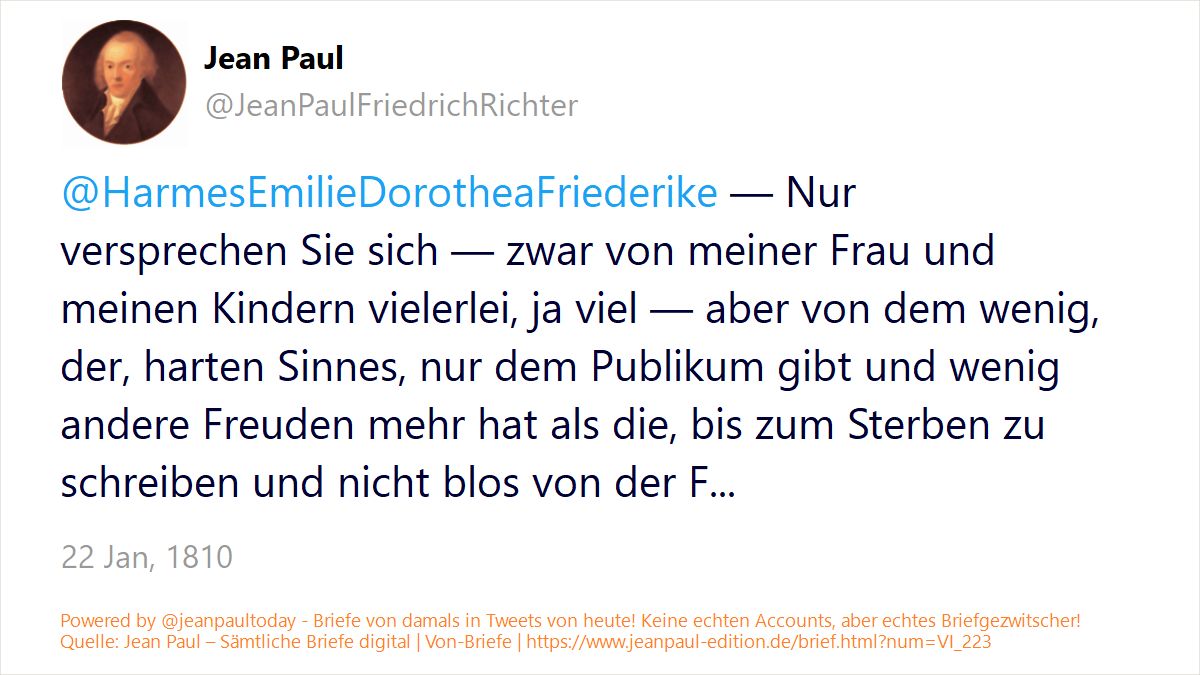 Jean Paul
@JeanPaulFriedrichRichter
@HarmesEmilieDorotheaFriederike — Nur
versprechen Sie sich — zwar von meiner Frau und
meinen Kindern vielerlei, ja viel — aber von dem wenig,
der, harten Sinnes, nur dem Publikum gibt und wenig
andere Freuden mehr hat als die, bis zum Sterben zu
schreiben und nicht blos von der F...
22 Jan, 1810
Powered by @jeanpaultoday - Briefe von damals in Tweets von heute! Keine echten Accounts, aber echtes Briefgezwitscher!
Quelle: Jean Paul – Sämtliche Briefe digital | Von-Briefe | https://www.jeanpaul-edition.de/brief.html?num=VI_223